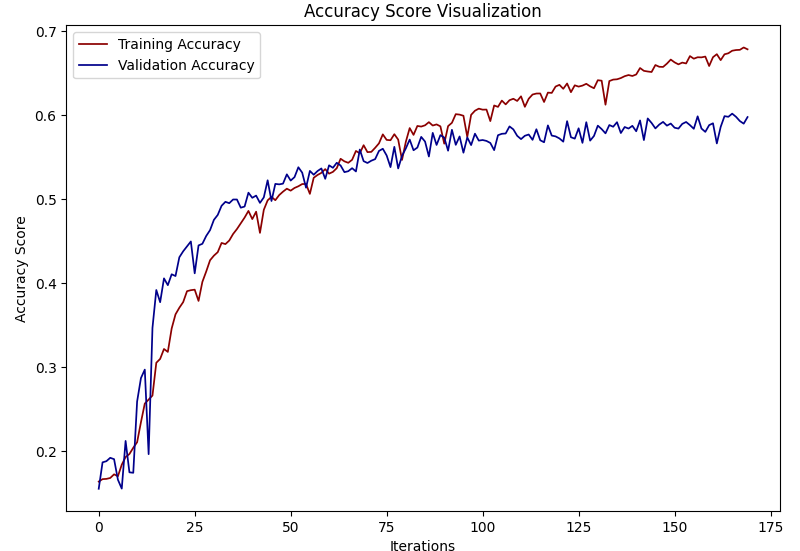 Accuracy Score Visualization
Training Accuracy
Validation Accuracy
Accuracy Score
0.7
0.6
0.5
0.4
0.3
0.2
0 25 50 75 100 125 150 175
Iterations